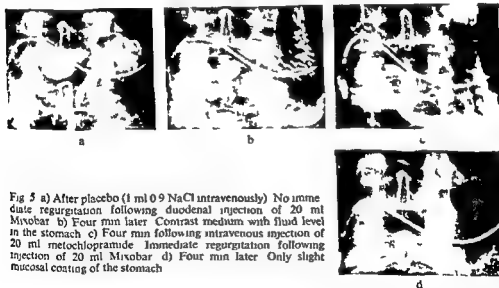 a
b
c
Fig 5 a) After placebo (1 ml 0 9 NaCl intravenously) No imme
diate regurgitation following duodenal injection of 20 ml
Mixobar b) Four min later Contrast medium with fluid level
in the stomach c) Four min following intravenous injection of
20 ml metochlopramide Immediate regurgitation following
injection of 20 ml Mixobar d) Four min later Only slight
mucosal coating of the stomach
d